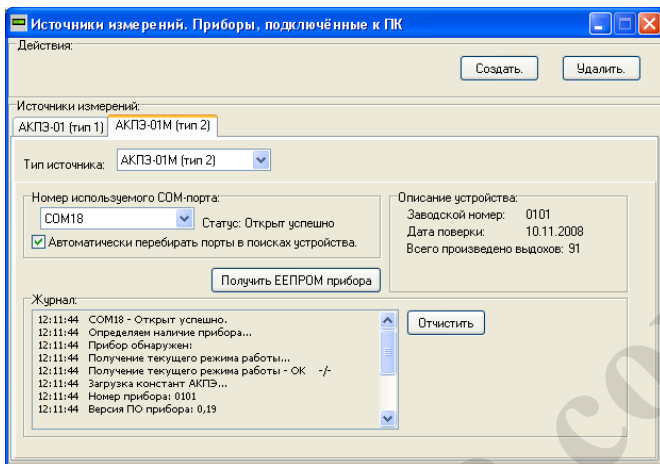 Источники измерений. Приборы, подключённые к ПК
Действия:
Создать.
Удалить.
Источники измерений:
АКПЭ-01 (тип 1)
АКПЭ-01М (тип 2)
Тип источника:
АКПЭ-01М (тип 2)
Номер используемого COM-порта:
COM18
Статус: Открыт успешно
Автоматически перебирать порты в поисках устройства.
Описание устройства:
Заводской номер: 0101
Дата поверки: 10.11.2008
Всего произведено выдохов: 91
Получить ЕЕПРОМ прибора
Журнал:
12:11:44 COM18 - Открыт успешно.
12:11:44 Определяем наличие прибора...
12:11:44 Прибор обнаружен:
12:11:44 Получение текущего режима работы...
12:11:44 Получение текущего режима работы - OK -/-
12:11:44 Загрузка констант АКПЭ...
12:11:44 Номер прибора: 0101
12:11:44 Версия ПО прибора: 0,19
Отчистить